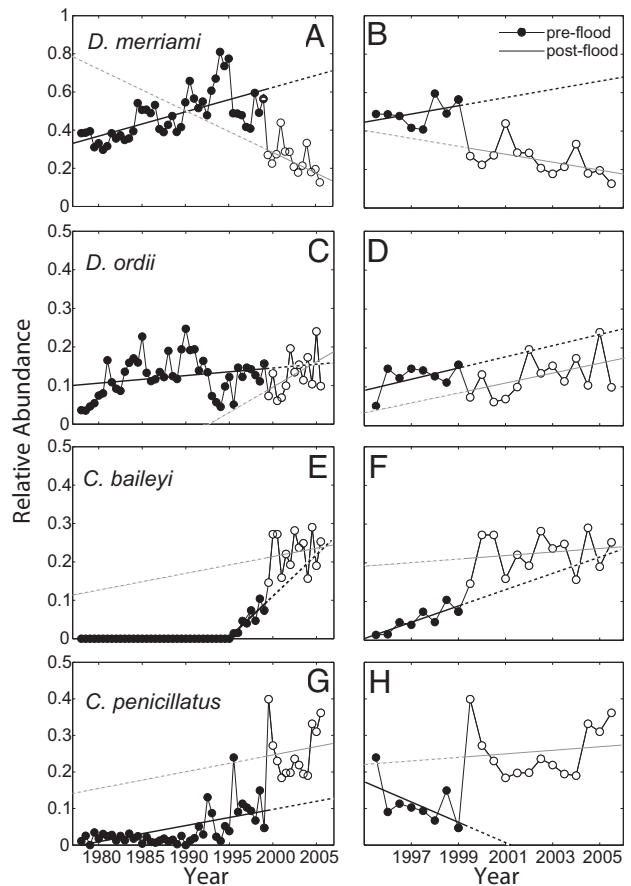 D. merriami A
B
pre-flood
post-flood
1
0.8
0.6
0.4
0.2
0
D. ordii C
D
0.5
0.4
0.3
0.2
0.1
0
C. baileyi E
F
0.5
0.4
0.3
0.2
0.1
0
C. penicillatus G
H
0.5
0.4
0.3
0.2
0.1
0
Relative Abundance
1980 1985 1990 1995 2000 2005
1997 1999 2001 2003 2005
Year
Year